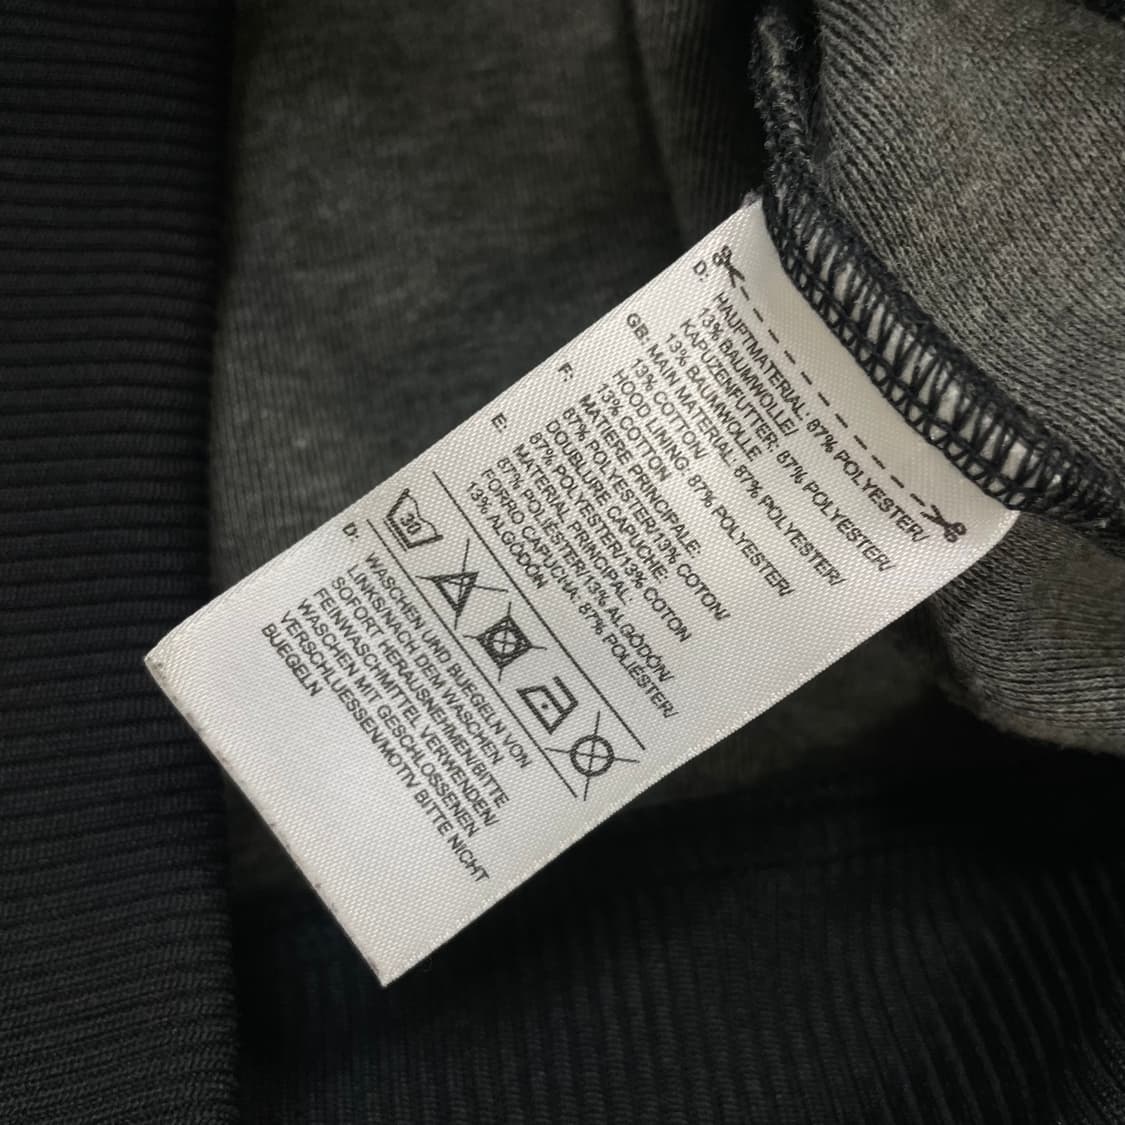 D: HAUPTMATERIAL: 87% POLYESTER/
13% BAUMWOLLE/
KAPUZENFUTTER: 87% POLYESTER/
13% BAUMWOLLE
GB: MAIN MATERIAL: 87% POLYESTER/
13% COTTON/
HOOD LINING: 87% POLYESTER/
13% COTTON
F: MATIÈRE PRINCIPALE:
87% POLYESTER/13% COTON/
DOUBLURE CAPUCHE:
87% POLYESTER/13% COTON
E: MATERIAL PRINCIPAL:
87% POLIÉSTER/13% ALGODÓN/
FORRO CAPUCHA: 87% POLIÉSTER/
13% ALGODÓN
30
D: WASCHEN UND BUEGELN VON
LINKS/NACH DEM WASCHEN
SOFORT HERAUSNEHMEN/BITTE
FEINWASCHMITTEL VERWENDEN/
WASCHEN MIT GESCHLOSSENEN
VERSCHLUESSEN/MOTIV BITTE NICHT
BUEGELN